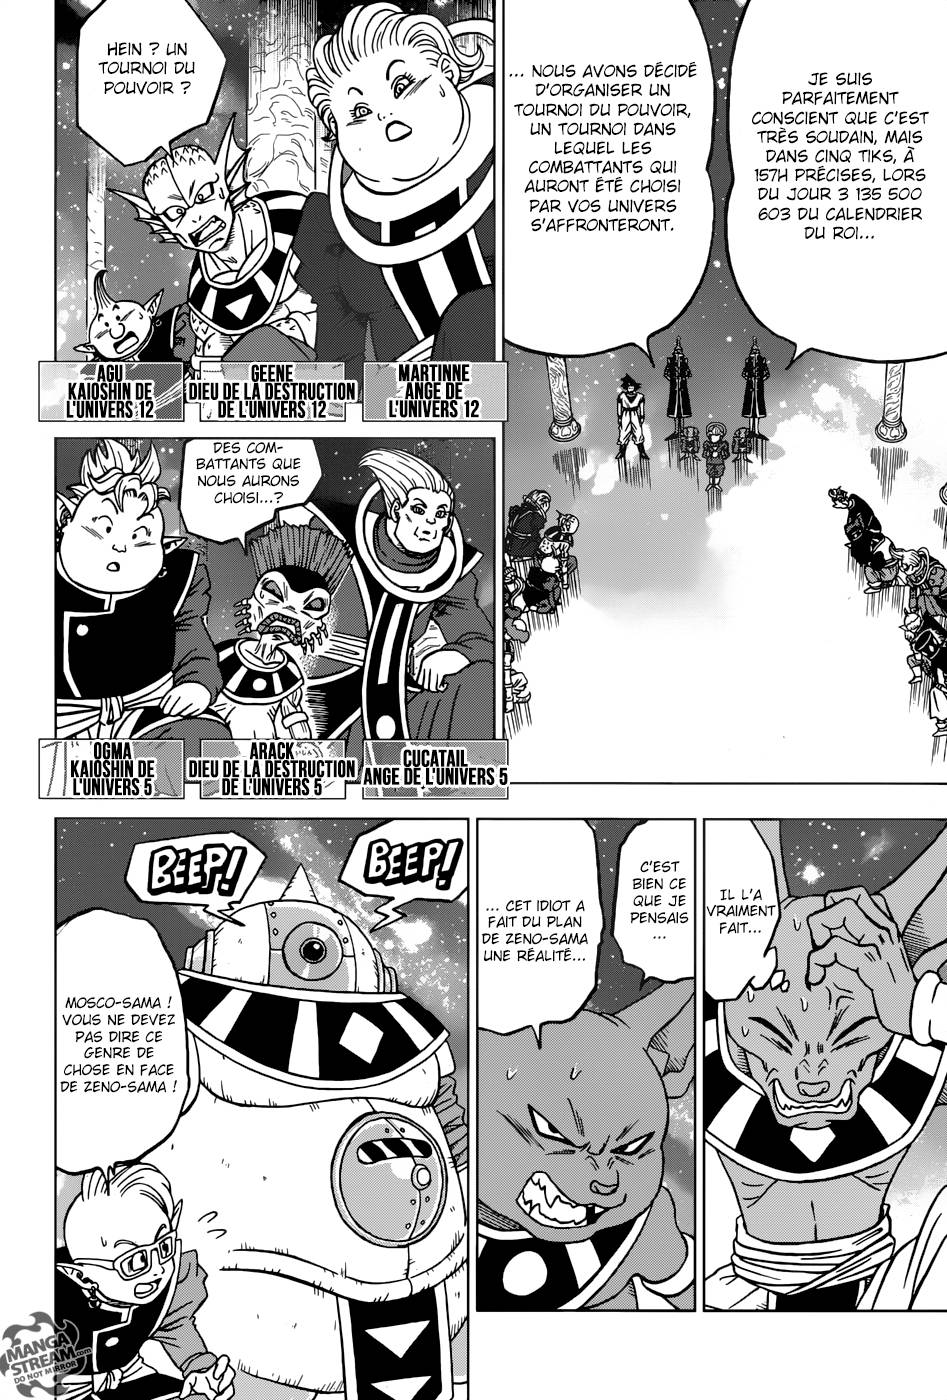 JE SUIS
PARFAITEMENT
CONSCIENT QUE C'EST
TRÈS SOUDAIN, MAIS
DANS CINQ TIKS, À
157H PRÉCISES, LORS
DU JOUR 3 135 500
603 DU CALENDRIER
DU ROI...
... NOUS AVONS DÉCIDÉ
D'ORGANISER UN
TOURNOI DU POUVOIR,
UN TOURNOI DANS
LEQUEL LES
COMBATTANTS QUI
AURONT ÉTÉ CHOISI
PAR VOS UNIVERS
S'AFFRONTERONT.
HEIN ? UN
TOURNOI DU
POUVOIR ?
AGU
KAIOSHIN DE
L'UNIVERS 12
GEENE
DIEU DE LA DESTRUCTION
DE L'UNIVERS 12
MARTINNE
ANGE DE
L'UNIVERS 12
DES COM-
BATTANTS QUE
NOUS AURONS
CHOISI...?
OGMA
KAIOSHIN DE
L'UNIVERS 5
ARACK
DIEU DE LA DESTRUCTION
DE L'UNIVERS 5
CUCATAIL
ANGE DE L'UNIVERS 5
IL L'A
VRAIMENT
FAIT...
C'EST
BIEN CE
QUE JE
PENSAIS
...
... CET IDIOT A
FAIT DU PLAN
DE ZENO-SAMA
UNE RÉALITÉ...
BEEP!
BEEP!
MOSCO-SAMA !
VOUS NE DEVEZ
PAS DIRE CE
GENRE DE
CHOSE EN FACE
DE ZENO-SAMA !
MANGA
STREAM.COM
DO NOT MIRROR